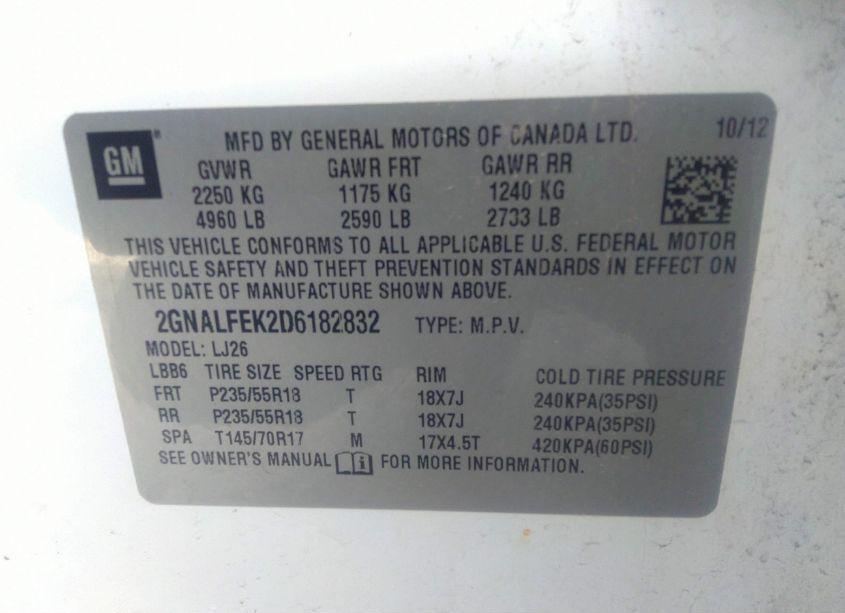 GM
MFD BY GENERAL MOTORS OF CANADA LTD. 10/12
GVWR GAWR FRT GAWR RR
2250 KG 1175 KG 1240 KG
4960 LB 2590 LB 2733 LB
THIS VEHICLE CONFORMS TO ALL APPLICABLE U.S. FEDERAL MOTOR
VEHICLE SAFETY AND THEFT PREVENTION STANDARDS IN EFFECT ON
THE DATE OF MANUFACTURE SHOWN ABOVE.
2GNALFEK2D6182832 TYPE: M.P.V.
MODEL: LJ26
LBB6 TIRE SIZE SPEED RTG RIM COLD TIRE PRESSURE
FRT P235/55R18 T 18X7J 240KPA(35PSI)
RR P235/55R18 T 18X7J 240KPA(35PSI)
SPA T145/70R17 M 17X4.5T 420KPA(60PSI)
SEE OWNER'S MANUAL FOR MORE INFORMATION.